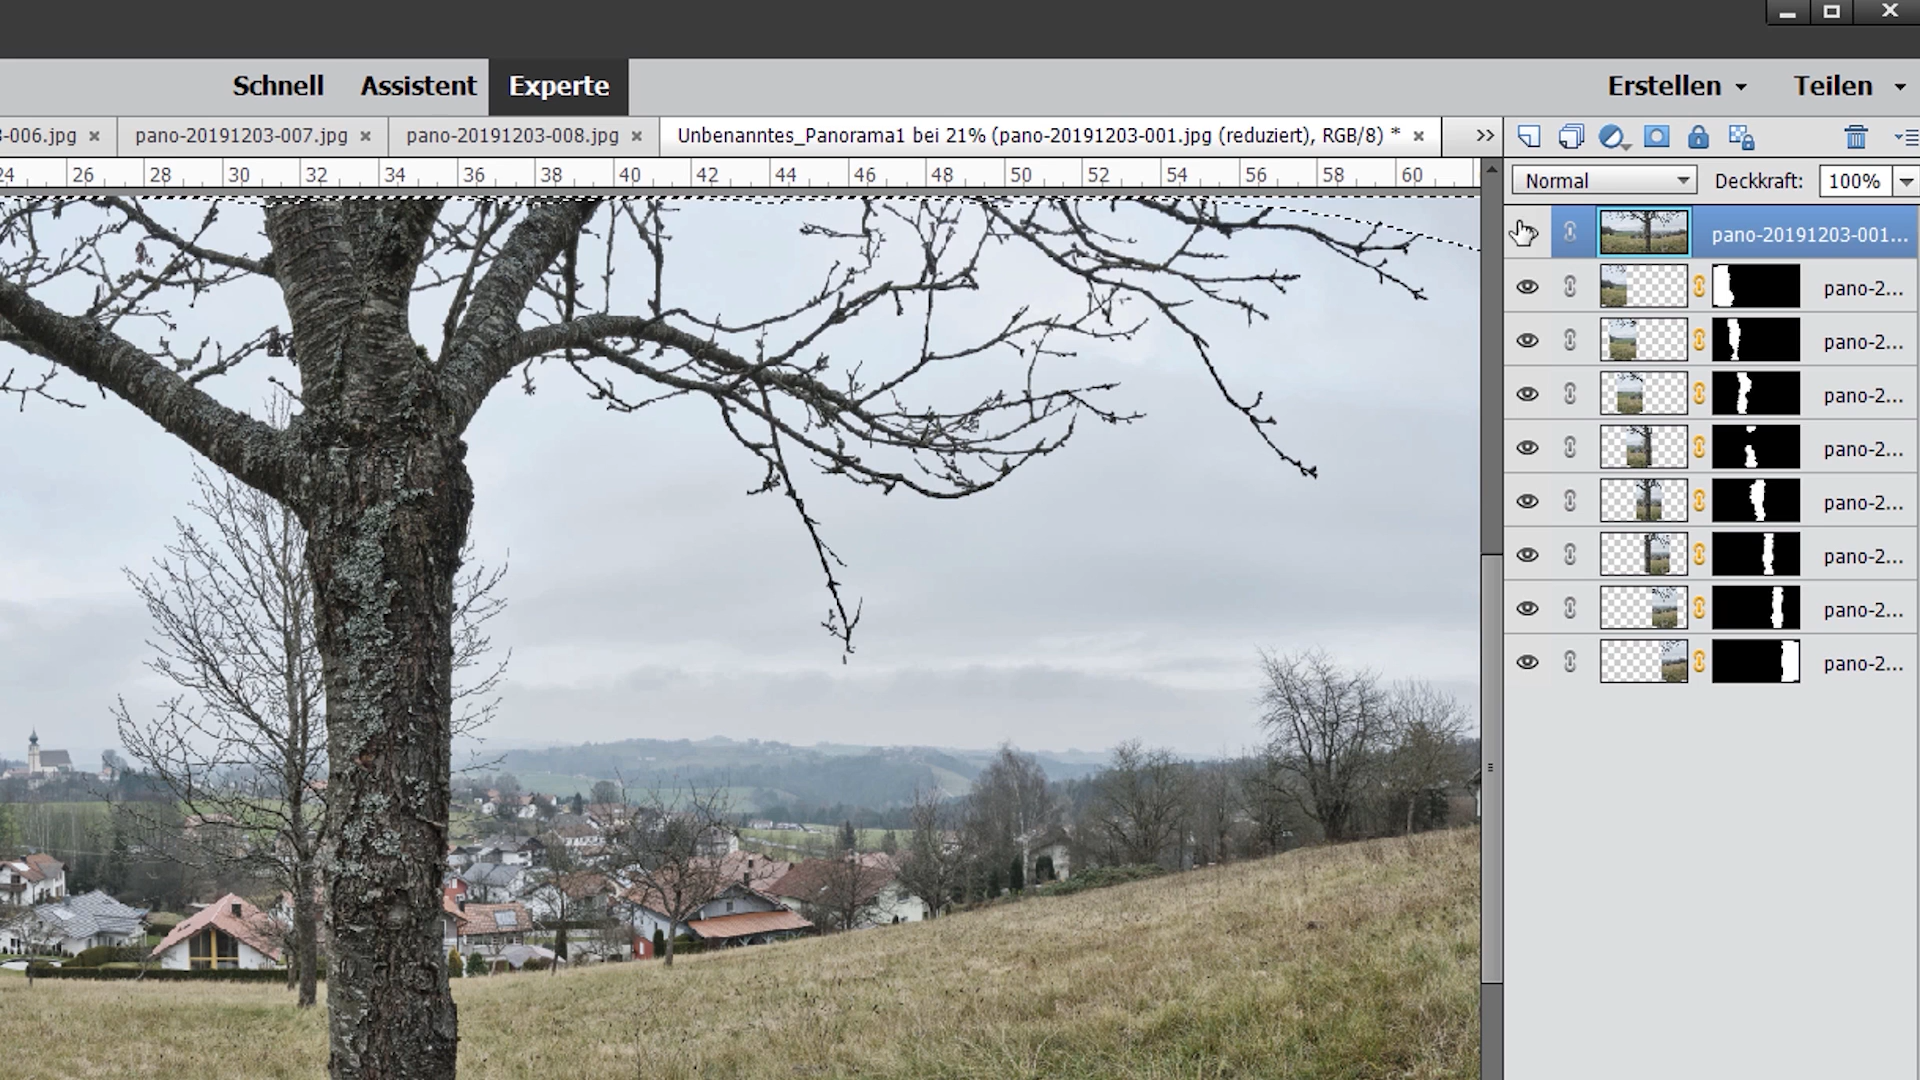 Schnell Assistent Experte Erstellen Teilen
-006.jpg × pano-20191203-007.jpg × pano-20191203-008.jpg × Unbenanntes_Panorama1 bei 21% (pano-20191203-001.jpg (reduziert), RGB/8) * × >>
24 26 28 30 32 34 36 38 40 42 44 46 48 50 52 54 56 58 60
Normal Deckkraft: 100%
pano-20191203-001...
pano-2...
pano-2...
pano-2...
pano-2...
pano-2...
pano-2...
pano-2...
pano-2...